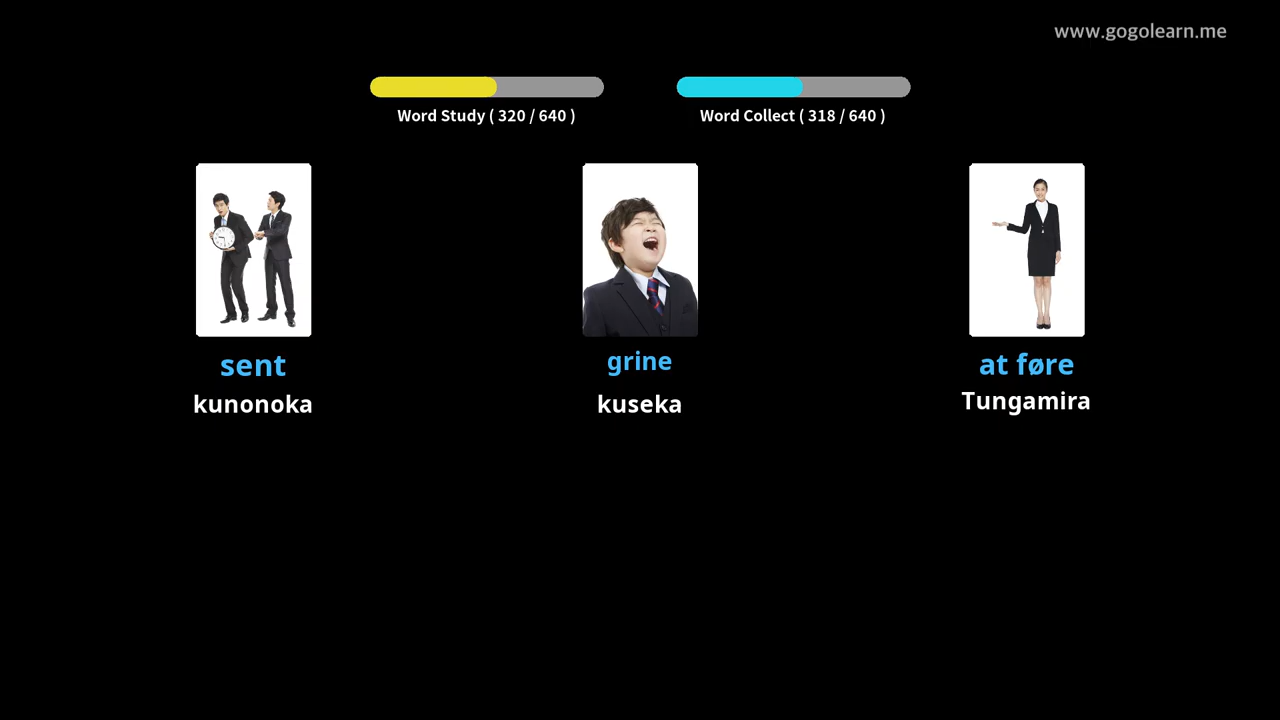 www.gogolearn.me
Word Study ( 320 / 640 )
Word Collect ( 318 / 640 )
sent
kunonoka
grine
kuseka
at føre
Tungamira